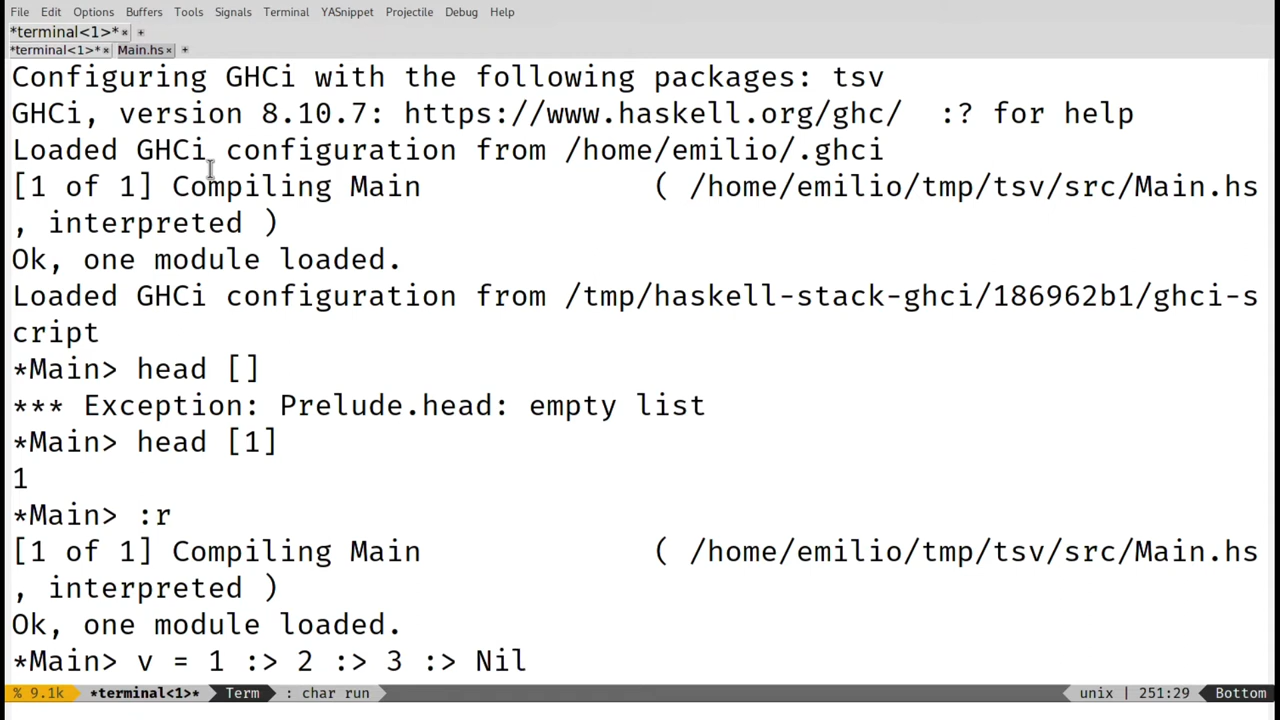 File Edit Options Buffers Tools Signals Terminal YASnippet Projectile Debug Help
*terminal<1>*× +
*terminal<1>*× Main.hs× +
Configuring GHCi with the following packages: tsv
GHCi, version 8.10.7: https://www.haskell.org/ghc/  :? for help
Loaded GHCi configuration from /home/emilio/.ghci
[1 of 1] Compiling Main             ( /home/emilio/tmp/tsv/src/Main.hs
, interpreted )
Ok, one module loaded.
Loaded GHCi configuration from /tmp/haskell-stack-ghci/186962b1/ghci-s
cript
*Main> head []
*** Exception: Prelude.head: empty list
*Main> head [1]
1
*Main> :r
[1 of 1] Compiling Main             ( /home/emilio/tmp/tsv/src/Main.hs
, interpreted )
Ok, one module loaded.
*Main> v = 1 :> 2 :> 3 :> Nil
% 9.1k *terminal<1>* Term : char run unix | 251:29 Bottom